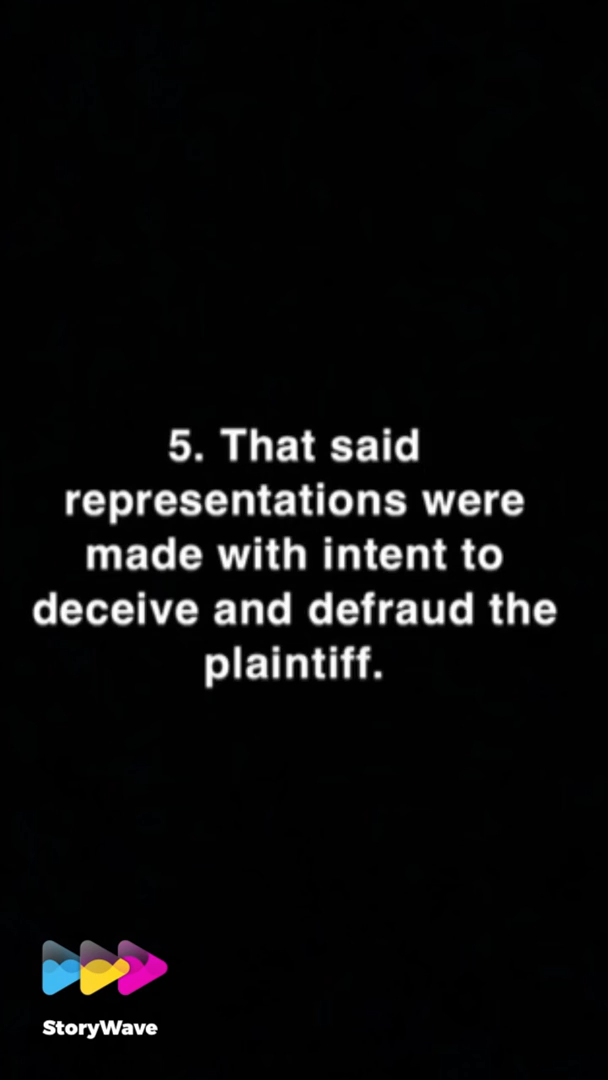 5. That said
representations were
made with intent to
deceive and defraud the
plaintiff.
StoryWave